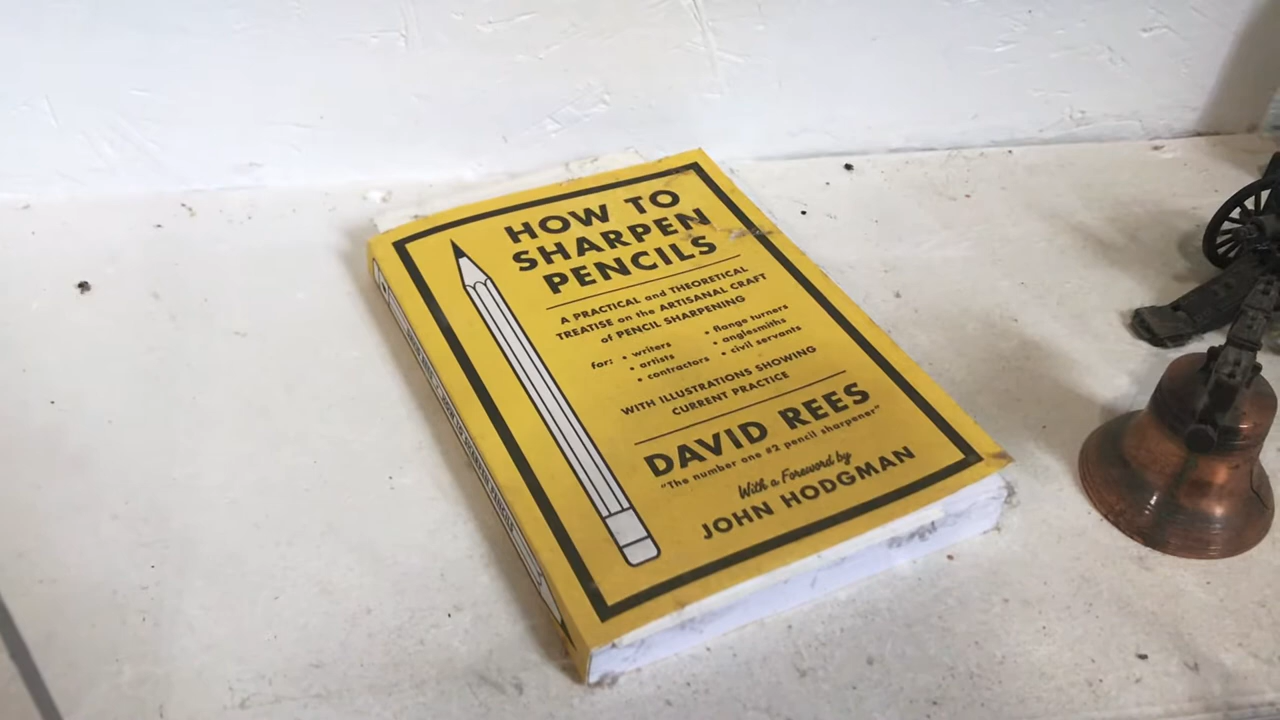 HOW TO
SHARPEN
PENCILS
A PRACTICAL and THEORETICAL
TREATISE on the ARTISANAL CRAFT
of PENCIL SHARPENING
for:
• writers
• artists
• contractors
• flange turners
• anglesmiths
• civil servants
WITH ILLUSTRATIONS SHOWING
CURRENT PRACTICE
DAVID REES
"The number one #2 pencil sharpener"
With a Foreword by
JOHN HODGMAN